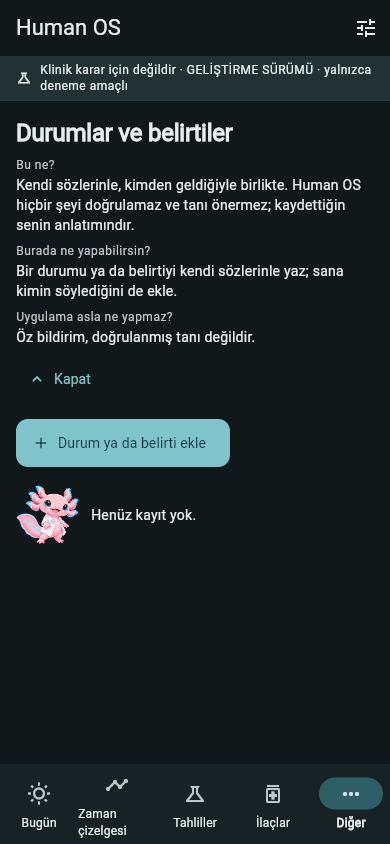 Human OS
Klinik karar için değildir · GELİŞTİRME SÜRÜMÜ · yalnızca
deneme amaçlı
Durumlar ve belirtiler
Bu ne?
Kendi sözlerinle, kimden geldiğiyle birlikte. Human OS
hiçbir şeyi doğrulamaz ve tanı önermez; kaydettiğin
senin anlatımındır.
Burada ne yapabilirsin?
Bir durumu ya da belirtiyi kendi sözlerinle yaz; sana
kimin söylediğini de ekle.
Uygulama asla ne yapmaz?
Öz bildirim, doğrulanmış tanı değildir.
Kapat
Durum ya da belirti ekle
Henüz kayıt yok.
Bugün
Zaman
çizelgesi
Tahliller
İlaçlar
Diğer